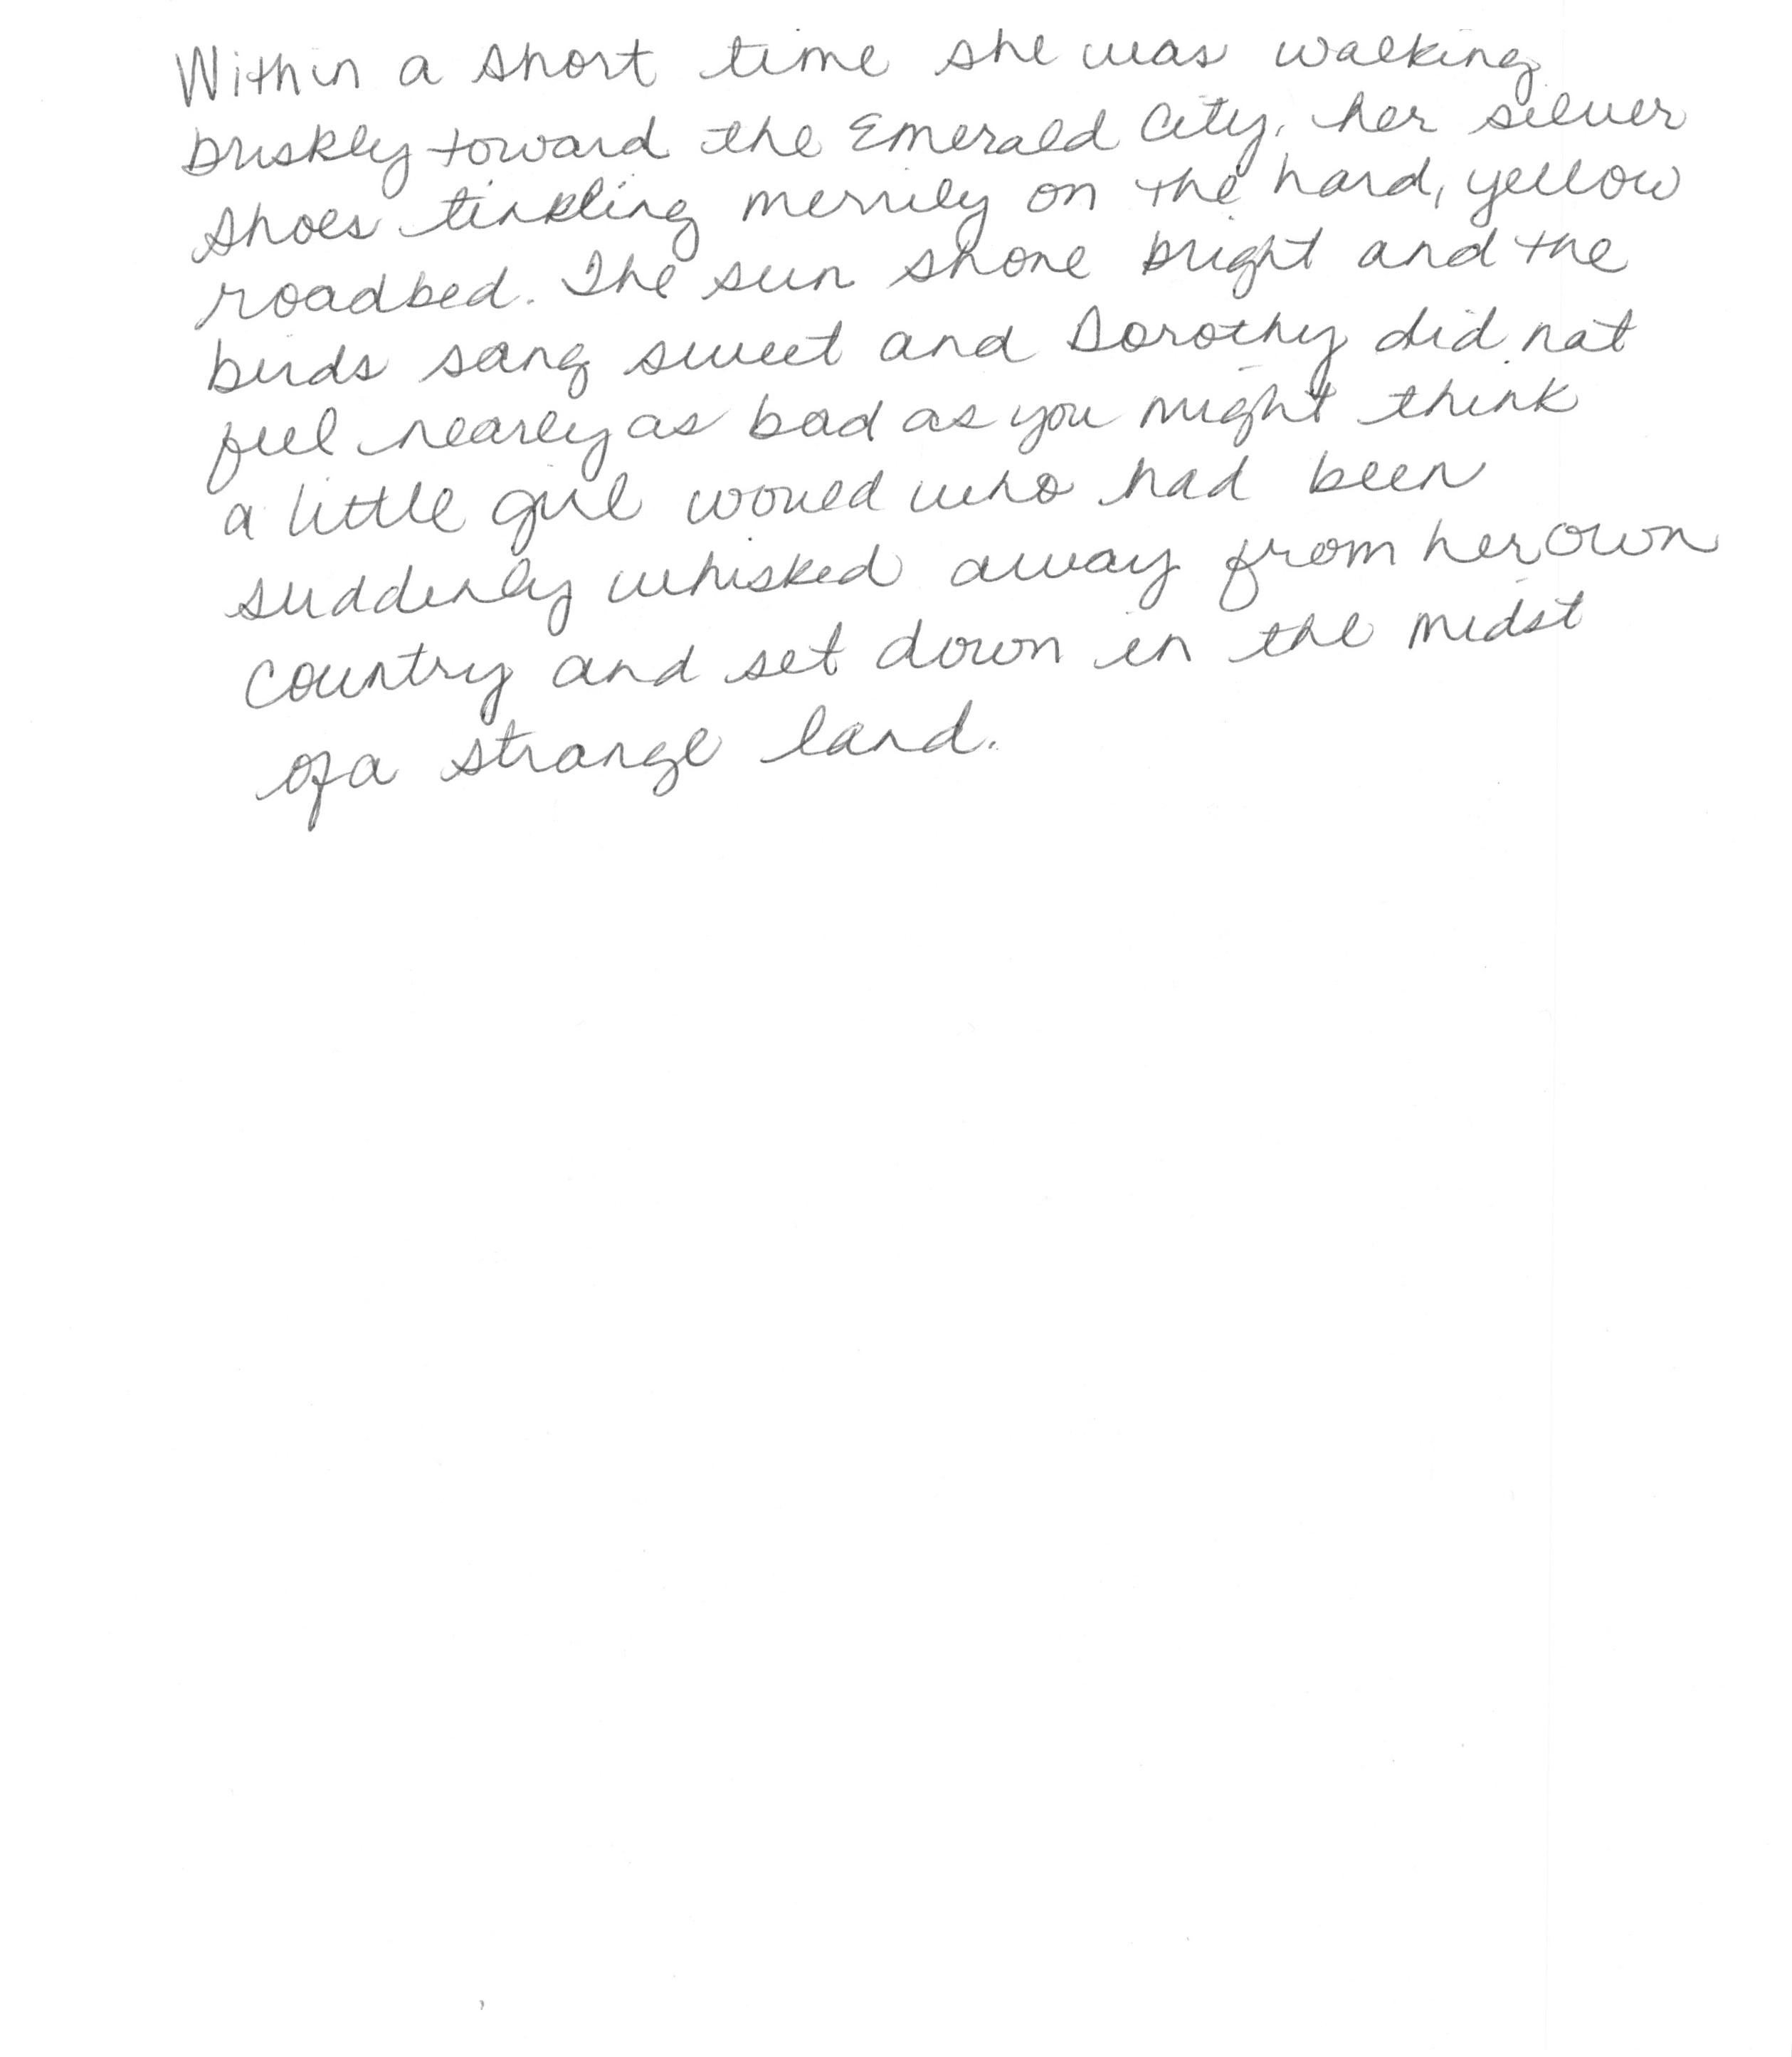 Within a short time she was walking
briskly toward the Emerald City, her silver
shoes tinkling merrily on the hard, yellow
roadbed. The sun shone bright and the
birds sang sweet and Dorothy did not
feel nearly as bad as you might think
a little girl would who had been
suddenly whisked away from her own
country and set down in the midst
of a strange land.